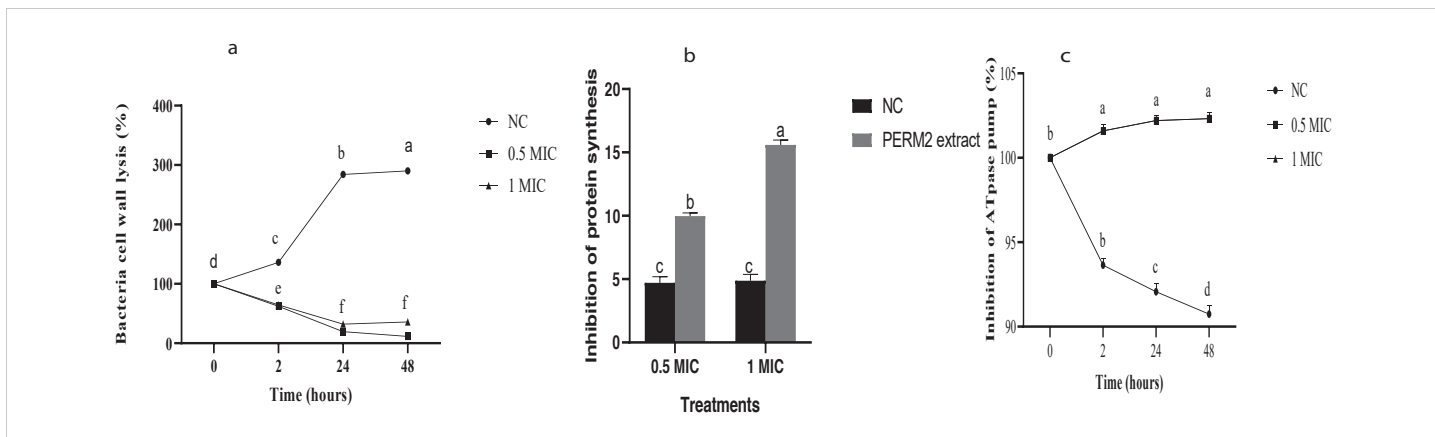 a
Bacteria cell wall lysis (%)
400
300
200
100
0
d
c
b
a
e
f
f
0
2
24
48
Time (hours)
NC
0.5 MIC
1 MIC
b
Inhibition of protein synthesis
20
15
10
5
0
c
b
c
a
0.5 MIC
1 MIC
Treatments
NC
PERM2 extract
c
Inhibition of ATpase pump (%)
105
100
95
90
b
a
a
a
b
c
d
0
2
24
48
Time (hours)
NC
0.5 MIC
1 MIC